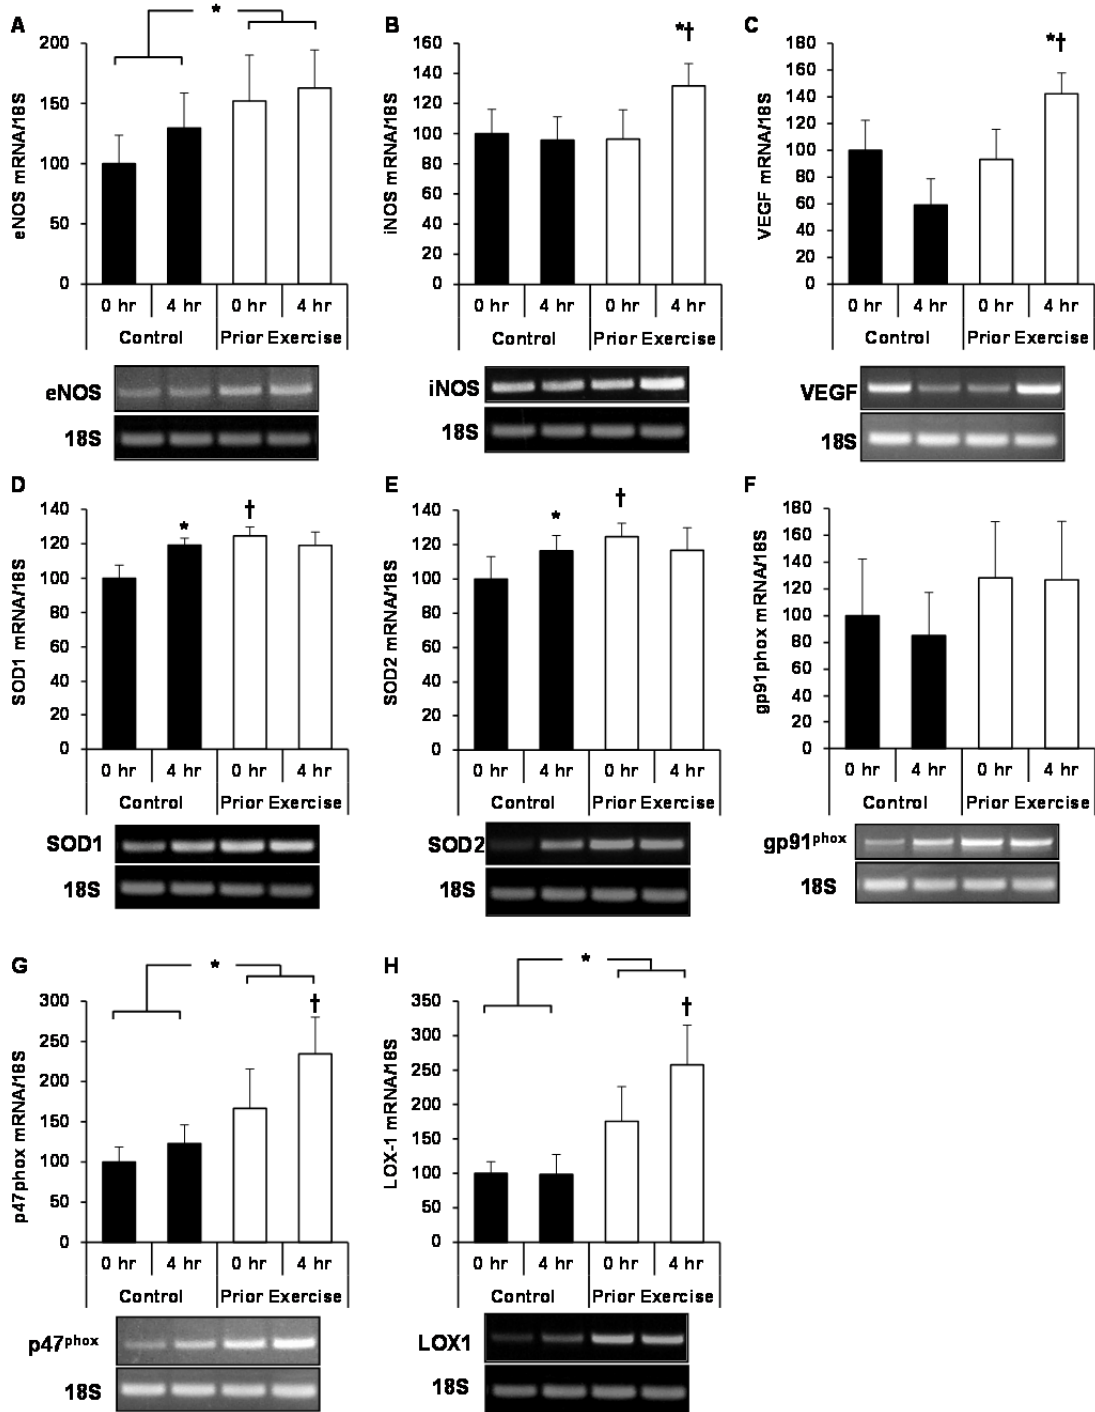 A
*
200
150
100
50
0
eNOS mRNA/18S
0 hr 4 hr 0 hr 4 hr
Control Prior Exercise
eNOS
18S
B
*†
160
140
120
100
80
60
40
20
0
iNOS mRNA/18S
0 hr 4 hr 0 hr 4 hr
Control Prior Exercise
iNOS
18S
C
*†
180
160
140
120
100
80
60
40
20
0
VEGF mRNA/18S
0 hr 4 hr 0 hr 4 hr
Control Prior Exercise
VEGF
18S
D
* †
140
120
100
80
60
40
20
0
SOD1 mRNA/18S
0 hr 4 hr 0 hr 4 hr
Control Prior Exercise
SOD1
18S
E
* †
140
120
100
80
60
40
20
0
SOD2 mRNA/18S
0 hr 4 hr 0 hr 4 hr
Control Prior Exercise
SOD2
18S
F
180
160
140
120
100
80
60
40
20
0
gp91phox mRNA/18S
0 hr 4 hr 0 hr 4 hr
Control Prior Exercise
gp91phox
18S
G
*
†
300
250
200
150
100
50
0
p47phox mRNA/18S
0 hr 4 hr 0 hr 4 hr
Control Prior Exercise
p47phox
18S
H
*
†
350
300
250
200
150
100
50
0
LOX-1 mRNA/18S
0 hr 4 hr 0 hr 4 hr
Control Prior Exercise
LOX1
18S